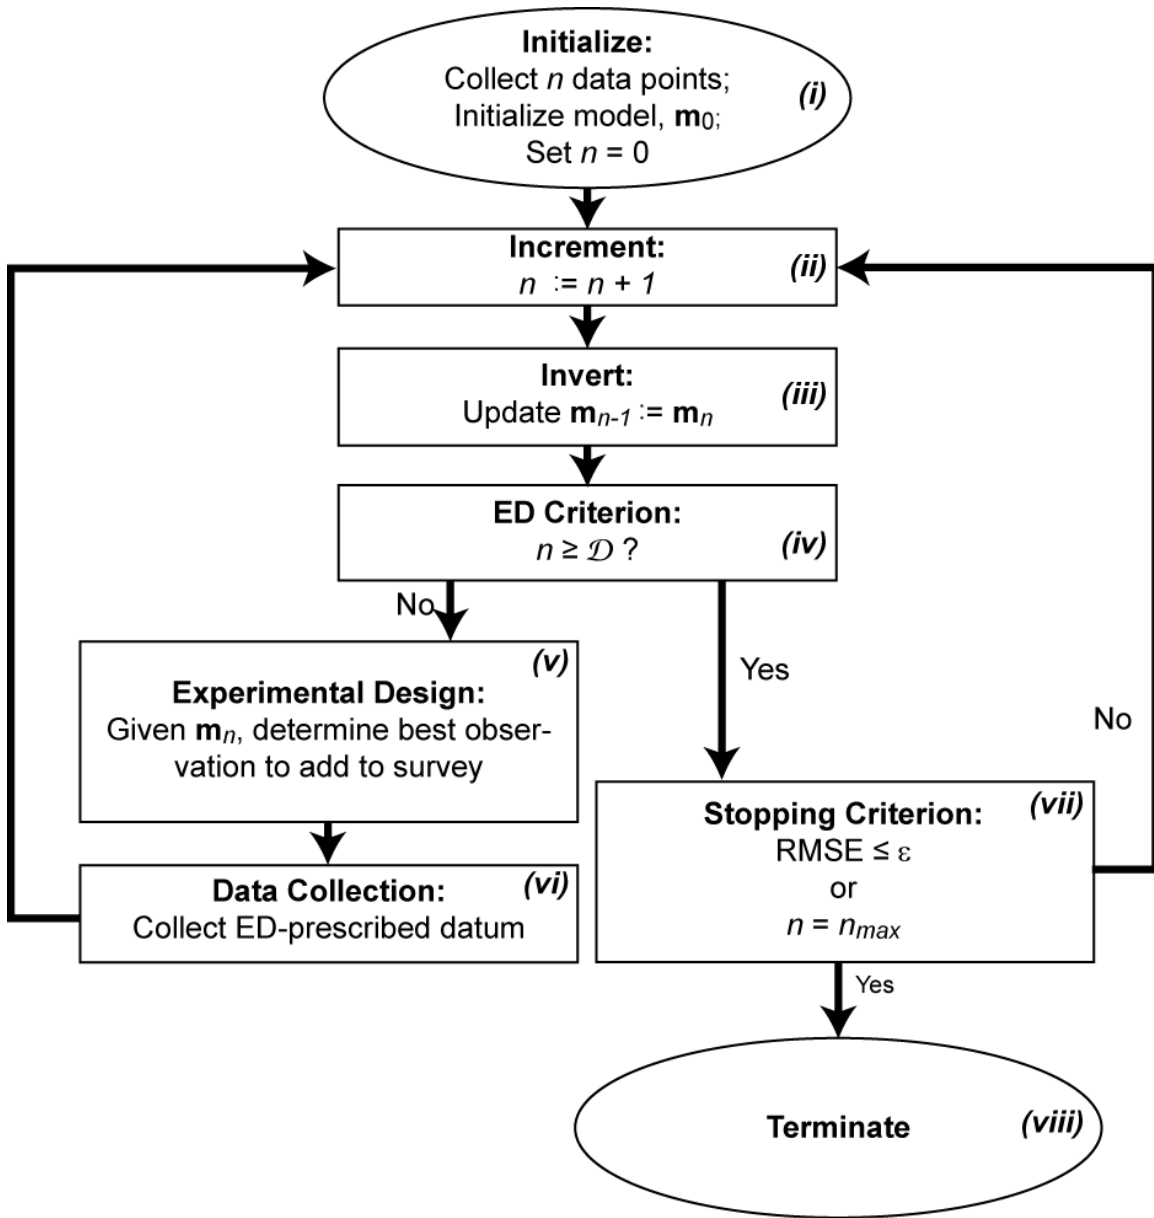 Initialize:
Collect n data points;
(i)
Initialize model, m0;
Set n = 0
Increment:
(ii)
n := n + 1
Invert:
(iii)
Update mn-1 := mn
ED Criterion:
(iv)
n ≥ 𝒟 ?
No
(v)
Experimental Design:
Given mn, determine best obser-
vation to add to survey
Yes
No
(vi)
Data Collection:
Collect ED-prescribed datum
(vii)
Stopping Criterion:
RMSE ≤ ε
or
n = nmax
Yes
Terminate
(viii)